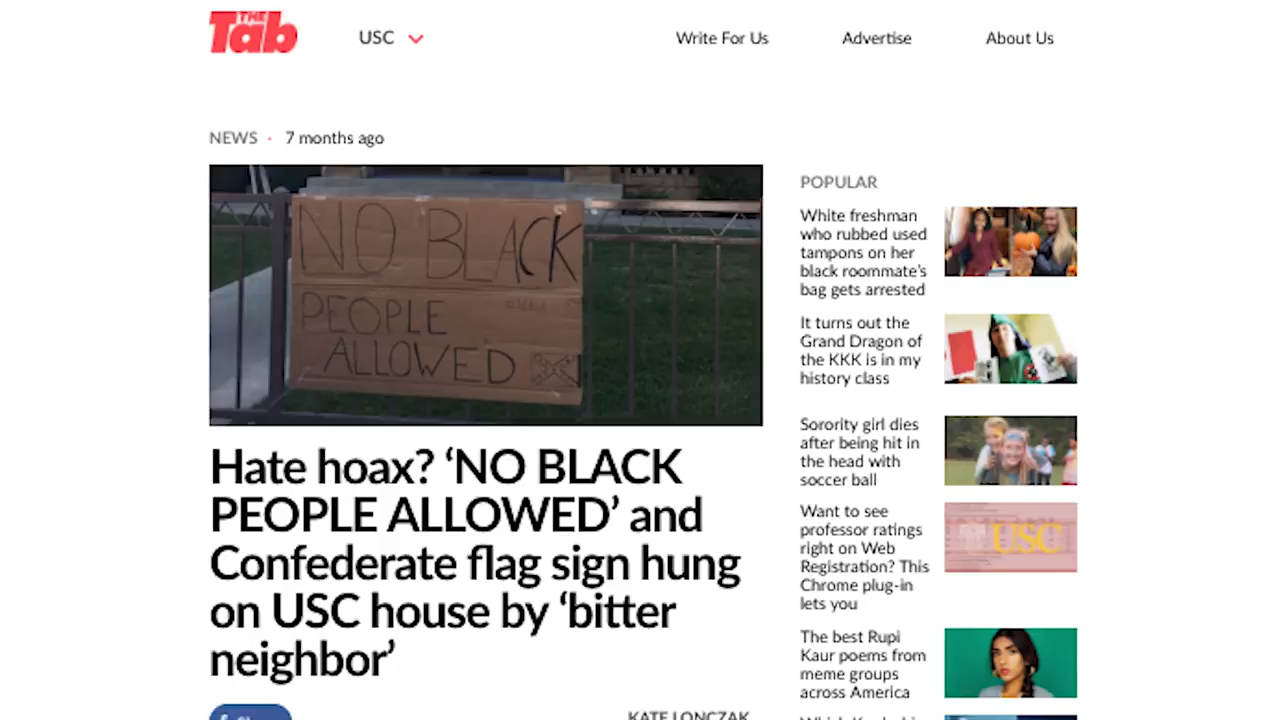 THE
Tab
USC
Write For Us
Advertise
About Us
NEWS · 7 months ago
NO BLACK
PEOPLE
ALLOWED
Hate hoax? ‘NO BLACK
PEOPLE ALLOWED’ and
Confederate flag sign hung
on USC house by ‘bitter
neighbor’
KATE LONCZAK
POPULAR
White freshman
who rubbed used
tampons on her
black roommate’s
bag gets arrested
It turns out the
Grand Dragon of
the KKK is in my
history class
Sorority girl dies
after being hit in
the head with
soccer ball
Want to see
professor ratings
right on Web
Registration? This
Chrome plug-in
lets you
USC
The best Rupi
Kaur poems from
meme groups
across America